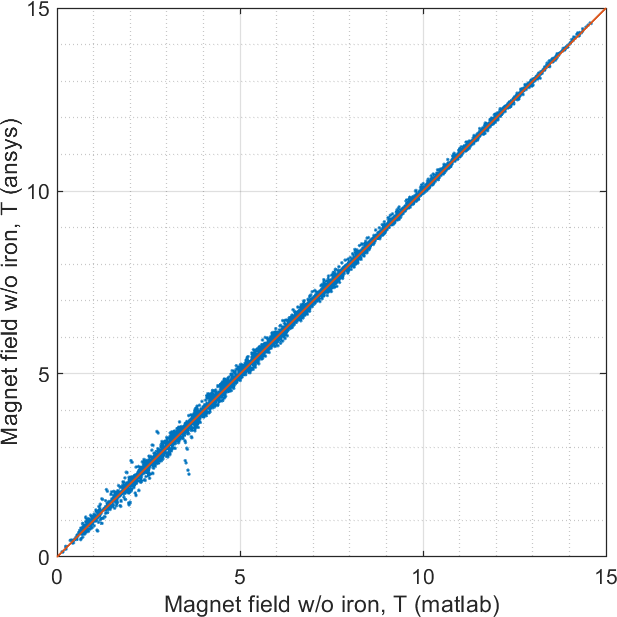 15
10
5
0
Magnet field w/o iron, T (ansys)
0 5 10 15
Magnet field w/o iron, T (matlab)